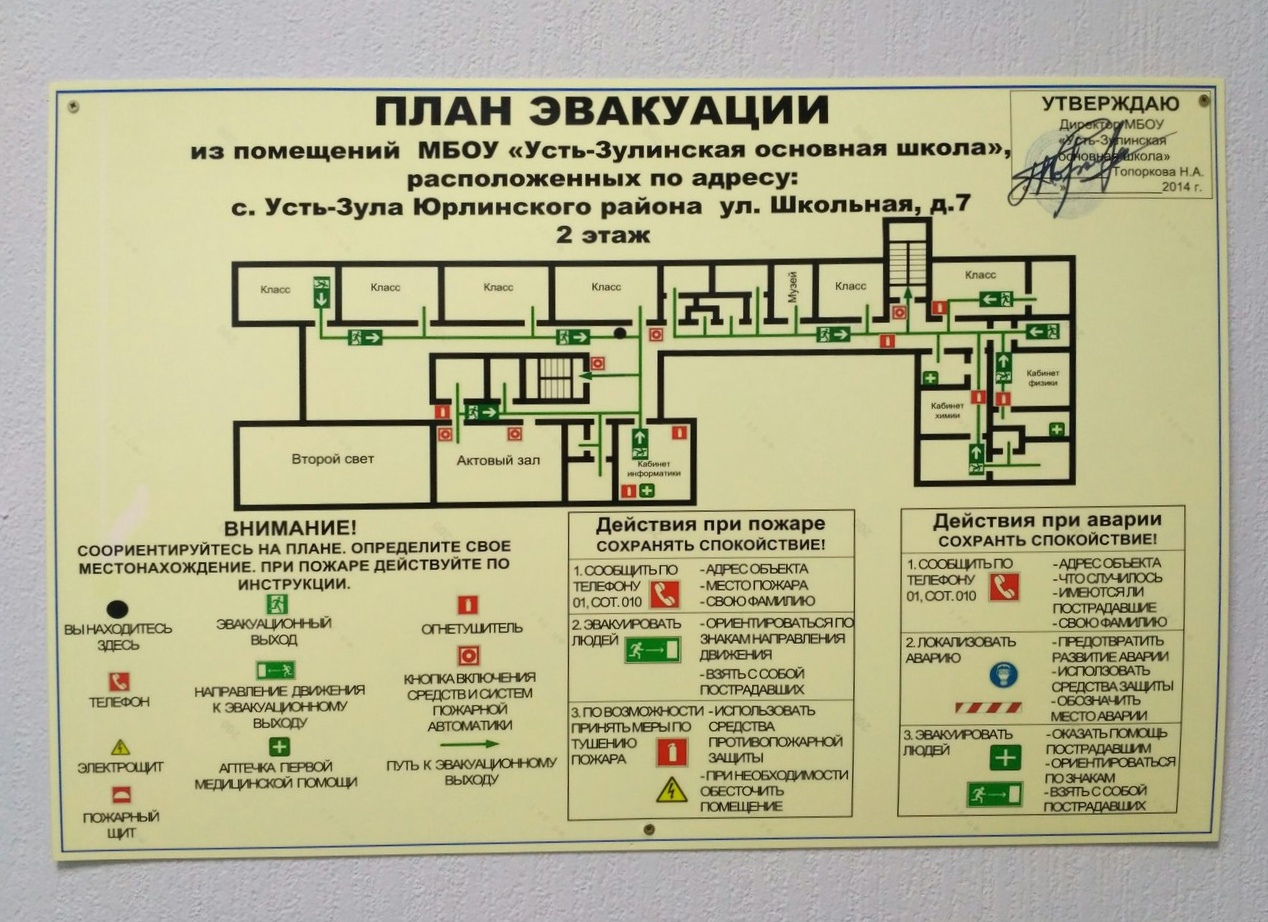 ПЛАН ЭВАКУАЦИИ
из помещений МБОУ «Усть-Зулинская основная школа»,
расположенных по адресу:
с. Усть-Зула Юрлинского района ул. Школьная, д.7
2 этаж
УТВЕРЖДАЮ
Директор МБОУ
«Усть-Зулинская
основная школа»
Топоркова Н.А.
2014 г.
Класс
Класс
Класс
Класс
Музей
Класс
Класс
Кабинет
физики
Кабинет
химии
Второй свет
Актовый зал
Кабинет
информатики
ВНИМАНИЕ!
СООРИЕНТИРУЙТЕСЬ НА ПЛАНЕ. ОПРЕДЕЛИТЕ СВОЕ
МЕСТОНАХОЖДЕНИЕ. ПРИ ПОЖАРЕ ДЕЙСТВУЙТЕ ПО
ИНСТРУКЦИИ.
ВЫ НАХОДИТЕСЬ
ЗДЕСЬ
ТЕЛЕФОН
ЭЛЕКТРОЩИТ
ПОЖАРНЫЙ
ЩИТ
ЭВАКУАЦИОННЫЙ
ВЫХОД
НАПРАВЛЕНИЕ ДВИЖЕНИЯ
К ЭВАКУАЦИОННОМУ
ВЫХОДУ
АПТЕЧКА ПЕРВОЙ
МЕДИЦИНСКОЙ ПОМОЩИ
ОГНЕТУШИТЕЛЬ
КНОПКА ВКЛЮЧЕНИЯ
СРЕДСТВ И СИСТЕМ
ПОЖАРНОЙ
АВТОМАТИКИ
ПУТЬ К ЭВАКУАЦИОННОМУ
ВЫХОДУ
Действия при пожаре
СОХРАНЯТЬ СПОКОЙСТВИЕ!
1. СООБЩИТЬ ПО
ТЕЛЕФОНУ
01, СОТ. 010
- АДРЕС ОБЪЕКТА
- МЕСТО ПОЖАРА
- СВОЮ ФАМИЛИЮ
2. ЭВАКУИРОВАТЬ
ЛЮДЕЙ
- ОРИЕНТИРОВАТЬСЯ ПО
ЗНАКАМ НАПРАВЛЕНИЯ
ДВИЖЕНИЯ
- ВЗЯТЬ С СОБОЙ
ПОСТРАДАВШИХ
3. ПО ВОЗМОЖНОСТИ
ПРИНЯТЬ МЕРЫ ПО
ТУШЕНИЮ
ПОЖАРА
- ИСПОЛЬЗОВАТЬ
СРЕДСТВА
ПРОТИВОПОЖАРНОЙ
ЗАЩИТЫ
- ПРИ НЕОБХОДИМОСТИ
ОБЕСТОЧИТЬ
ПОМЕЩЕНИЕ
Действия при аварии
СОХРАНТЬ СПОКОЙСТВИЕ!
1. СООБЩИТЬ ПО
ТЕЛЕФОНУ
01, СОТ. 010
- АДРЕС ОБЪЕКТА
- ЧТО СЛУЧИЛОСЬ
- ИМЕЮТСЯ ЛИ
ПОСТРАДАВШИЕ
- СВОЮ ФАМИЛИЮ
2. ЛОКАЛИЗОВАТЬ
АВАРИЮ
- ПРЕДОТВРАТИТЬ
РАЗВИТИЕ АВАРИИ
- ИСПОЛЗОВАТЬ
СРЕДСТВА ЗАЩИТЫ
- ОБОЗНАЧИТЬ
МЕСТО АВАРИИ
3. ЭВАКУИРОВАТЬ
ЛЮДЕЙ
- ОКАЗАТЬ ПОМОЩЬ
ПОСТРАДАВШИМ
- ОРИЕНТИРОВАТЬСЯ
ПО ЗНАКАМ
- ВЗЯТЬ С СОБОЙ
ПОСТРАДАВШИХ